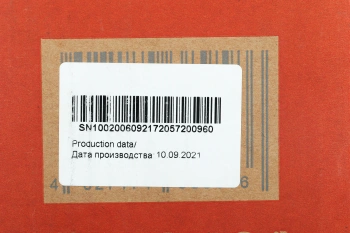 SN1002006092172057200960
Production data/
Дата производства 10.09.2021